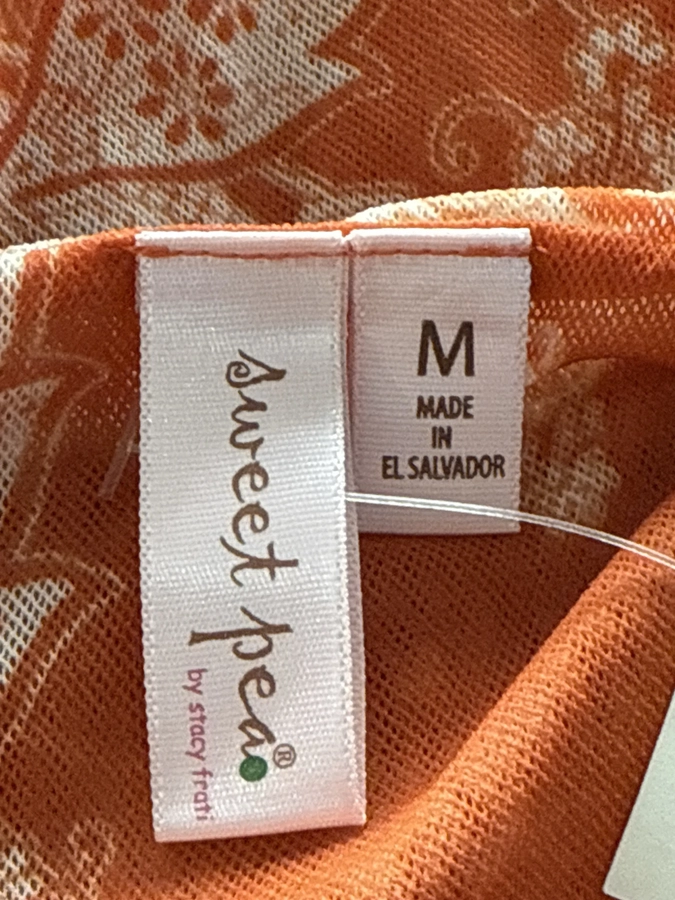 sweet pea®
by stacy frati
M
MADE
IN
EL SALVADOR